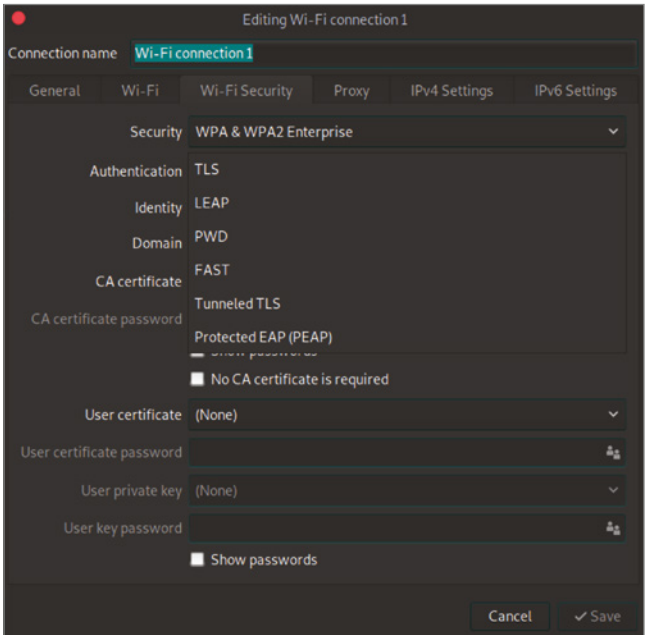 Editing Wi-Fi connection 1
Connection name Wi-Fi connection 1
General Wi-Fi Wi-Fi Security Proxy IPv4 Settings IPv6 Settings
Security WPA & WPA2 Enterprise
Authentication TLS
Identity LEAP
Domain PWD
CA certificate FAST
Tunneled TLS
CA certificate password
Protected EAP (PEAP)
Show passwords
No CA certificate is required
User certificate (None)
User certificate password
User private key (None)
User key password
Show passwords
Cancel Save